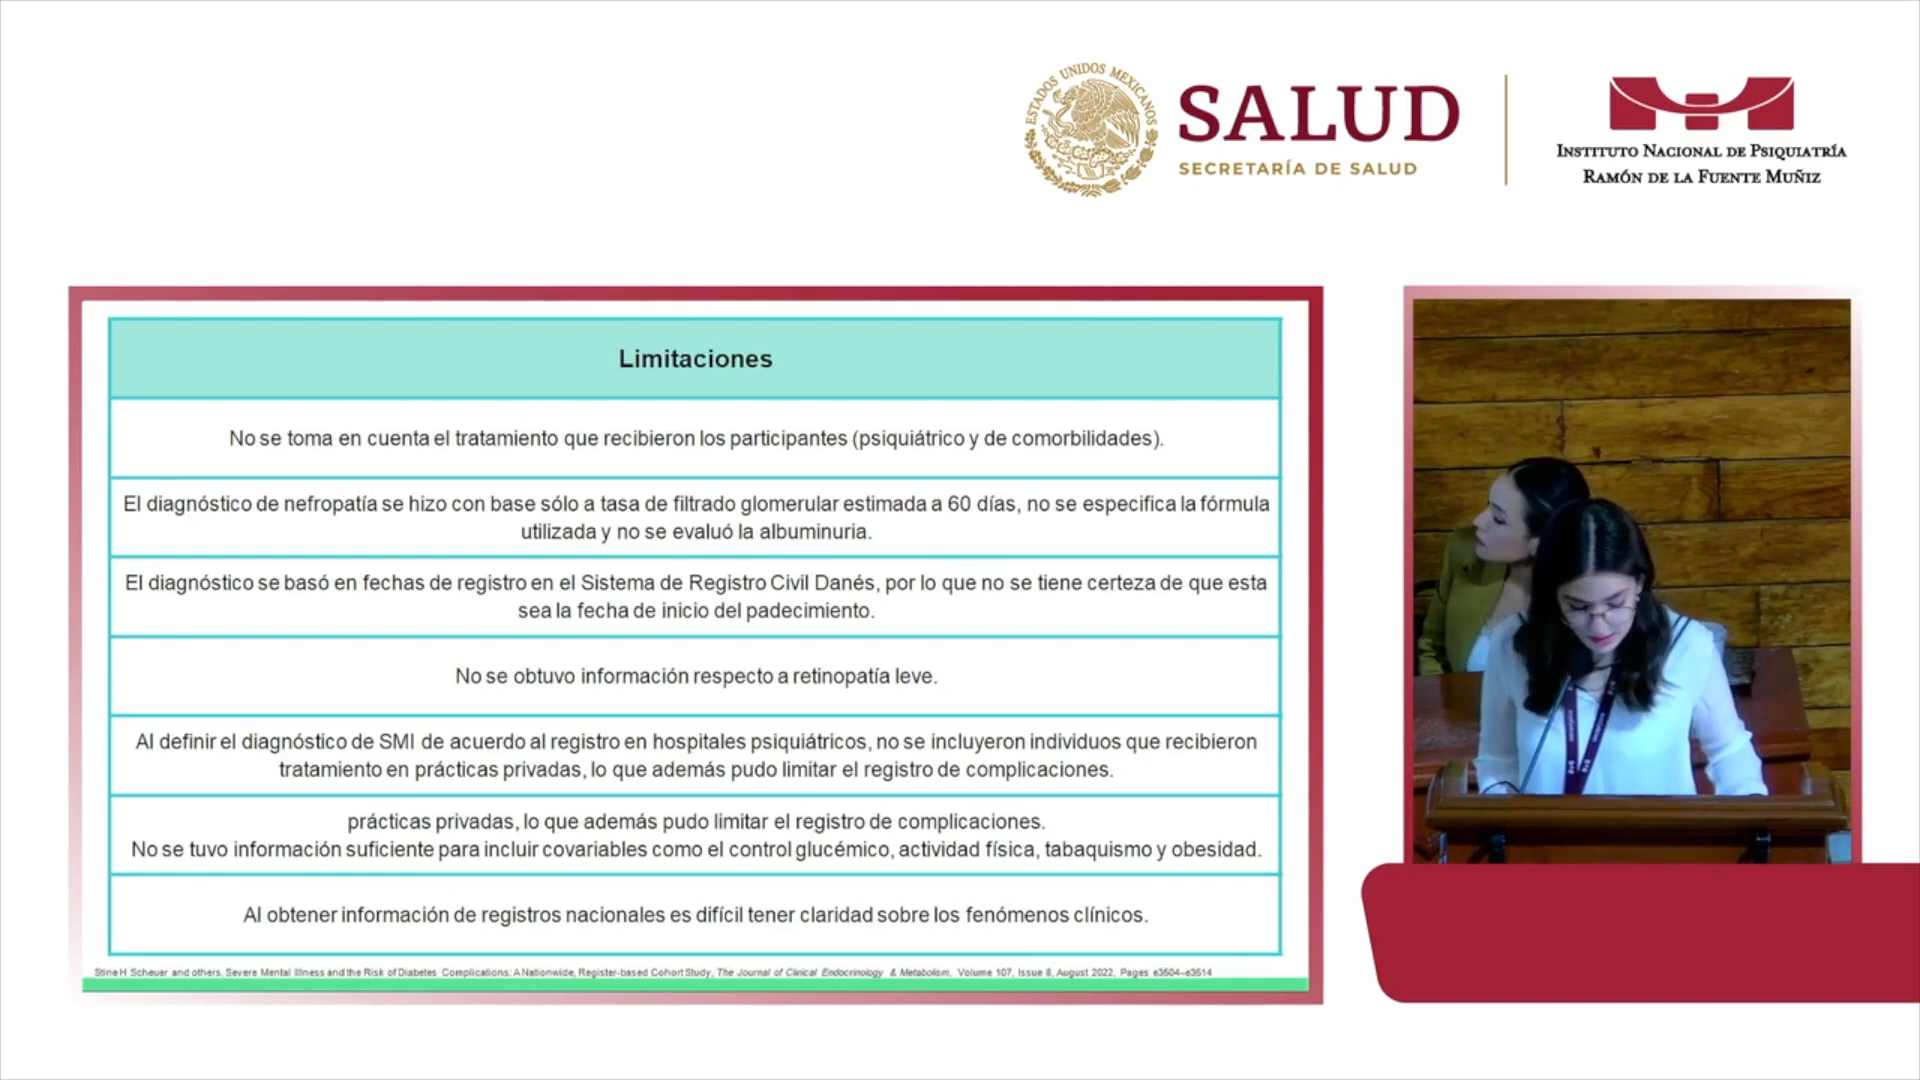 ESTADOS UNIDOS MEXICANOS
SALUD
SECRETARÍA DE SALUD
INSTITUTO NACIONAL DE PSIQUIATRÍA
RAMÓN DE LA FUENTE MUÑIZ
Limitaciones
No se toma en cuenta el tratamiento que recibieron los participantes (psiquiátrico y de comorbilidades).
El diagnóstico de nefropatía se hizo con base sólo a tasa de filtrado glomerular estimada a 60 días, no se especifica la fórmula
utilizada y no se evaluó la albuminuria.
El diagnóstico se basó en fechas de registro en el Sistema de Registro Civil Danés, por lo que no se tiene certeza de que esta
sea la fecha de inicio del padecimiento.
No se obtuvo información respecto a retinopatía leve.
Al definir el diagnóstico de SMI de acuerdo al registro en hospitales psiquiátricos, no se incluyeron individuos que recibieron
tratamiento en prácticas privadas, lo que además pudo limitar el registro de complicaciones.
prácticas privadas, lo que además pudo limitar el registro de complicaciones.
No se tuvo información suficiente para incluir covariables como el control glucémico, actividad física, tabaquismo y obesidad.
Al obtener información de registros nacionales es difícil tener claridad sobre los fenómenos clínicos.
Stine H Scheuer and others, Severe Mental Illness and the Risk of Diabetes Complications: A Nationwide, Register-based Cohort Study, The Journal of Clinical Endocrinology & Metabolism, Volume 107, Issue 8, August 2022, Pages e3504–e3514